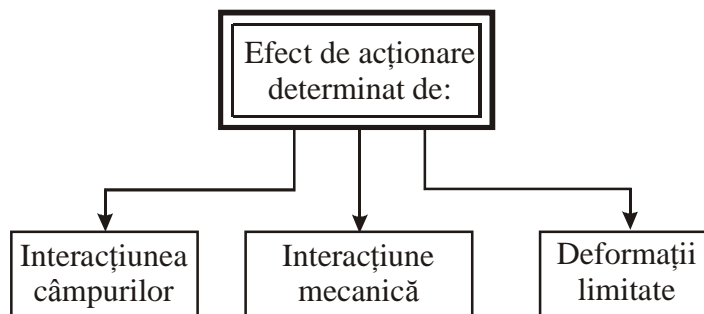 Efect de acționare
determinat de:
Interacțiunea
câmpurilor
Interacțiune
mecanică
Deformații
limitate